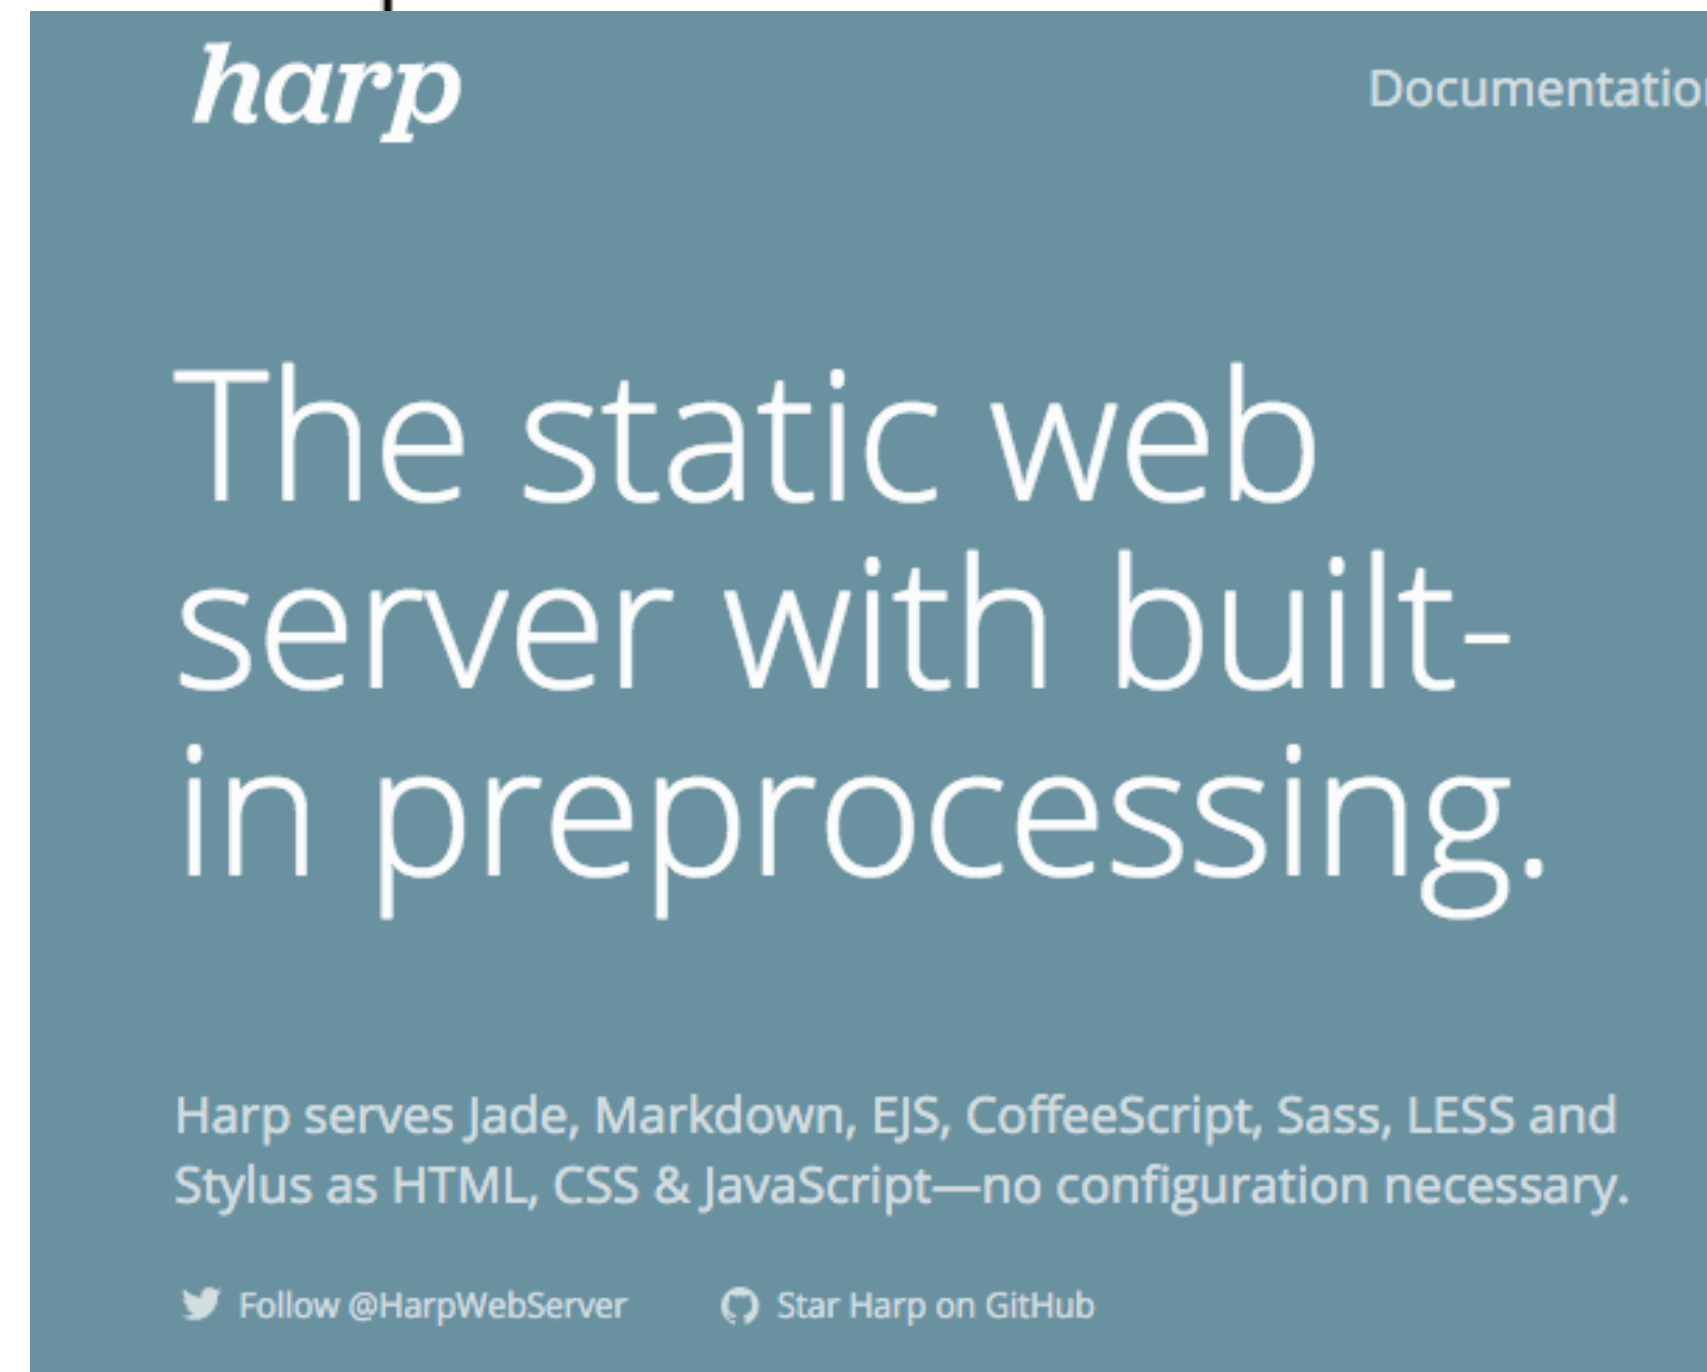 harp
Documentation
The static web
server with built-
in preprocessing.
Harp serves Jade, Markdown, EJS, CoffeeScript, Sass, LESS and
Stylus as HTML, CSS & JavaScript—no configuration necessary.
Follow @HarpWebServer
Star Harp on GitHub